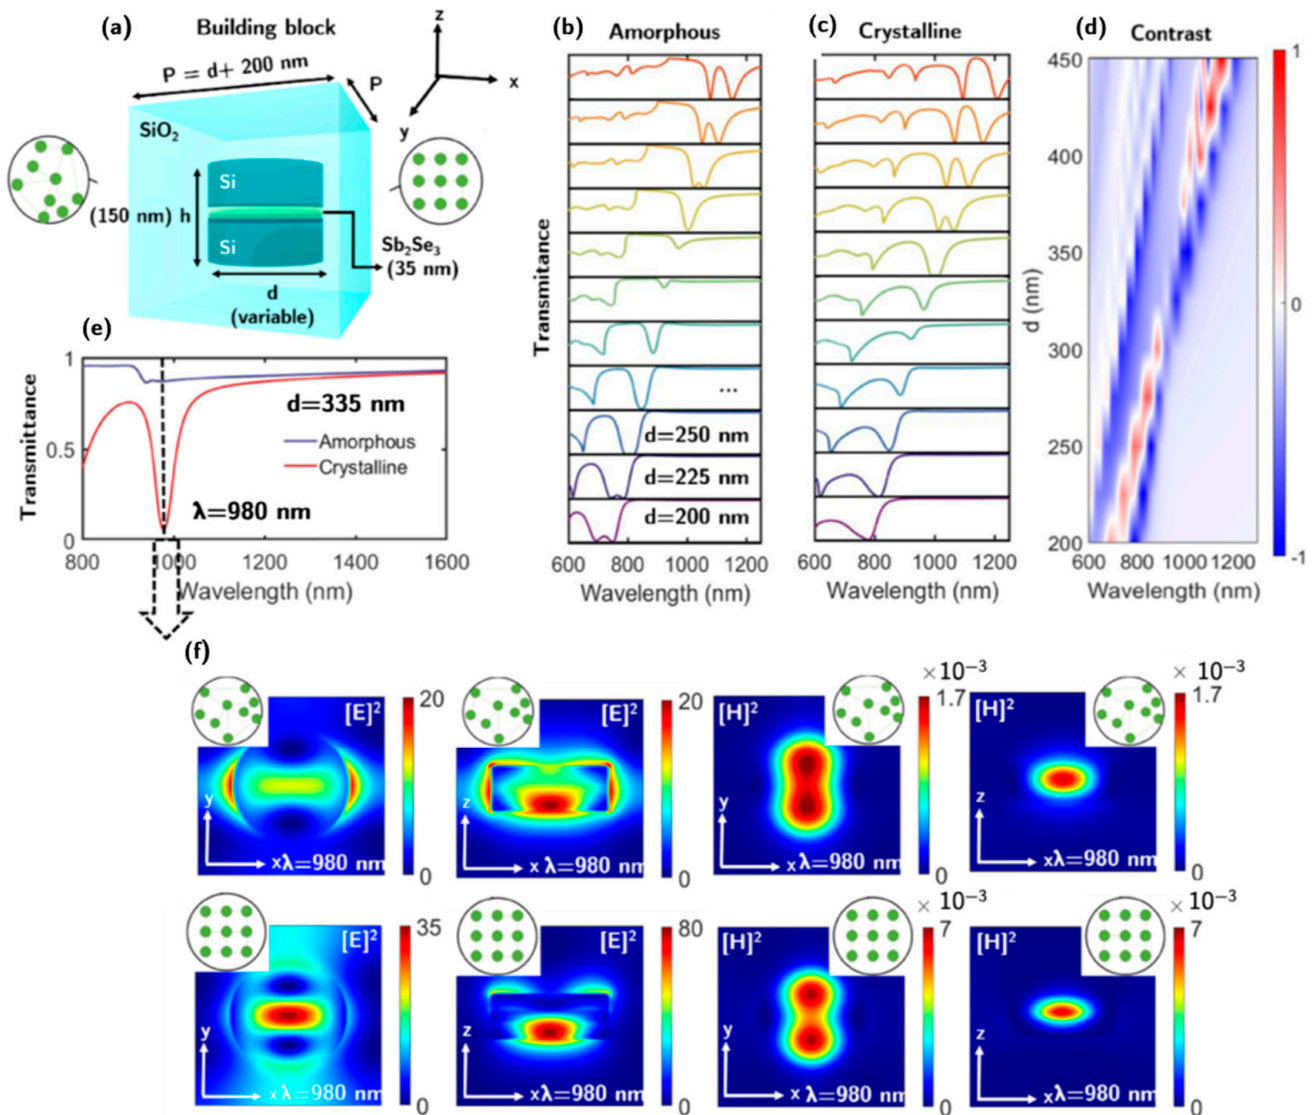 (a)
Building block
P = d+ 200 nm
P
z
x
y
SiO₂
Si
(150 nm) h
Si
Sb₂Se₃
(35 nm)
d
(variable)
(b)
Amorphous
Transmitance
...
d=250 nm
d=225 nm
d=200 nm
600 800 1000 1200
Wavelength (nm)
(c)
Crystalline
600 800 1000 1200
Wavelength (nm)
(d)
Contrast
d (nm)
450
400
350
300
250
200
600 800 1000 1200
Wavelength (nm)
1
0
-1
(e)
Transmittance
1
0.5
0
d=335 nm
Amorphous
Crystalline
λ=980 nm
800 1000 1200 1400 1600
Wavelength (nm)
(f)
[E]²
y
x λ=980 nm
20
10
0
[E]²
z
x λ=980 nm
20
0
[H]²
y
x λ=980 nm
× 10⁻³
1.7
0
[H]²
z
x λ=980 nm
× 10⁻³
1.7
0
[E]²
y
x λ=980 nm
35
0
[E]²
z
x λ=980 nm
80
0
[H]²
y
x λ=980 nm
× 10⁻³
7
0
[H]²
z
x λ=980 nm
× 10⁻³
7
0